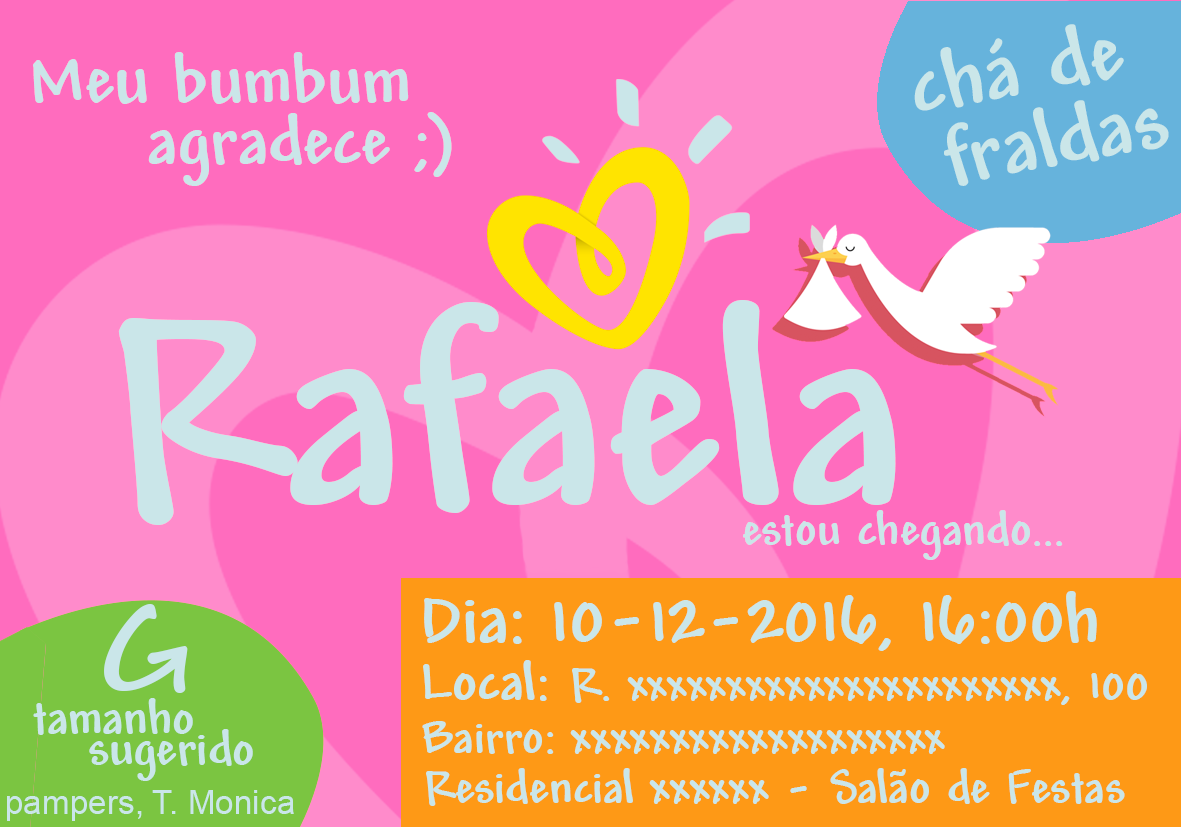 Meu bumbum
agradece ;)
chá de
fraldas
Rafaela
estou chegando...
G
tamanho
sugerido
pampers, T. Monica
Dia: 10-12-2016, 16:00h
Local: R. xxxxxxxxxxxxxxxxxxxxxx, 100
Bairro: xxxxxxxxxxxxxxxxxxx
Residencial xxxxxx - Salão de Festas